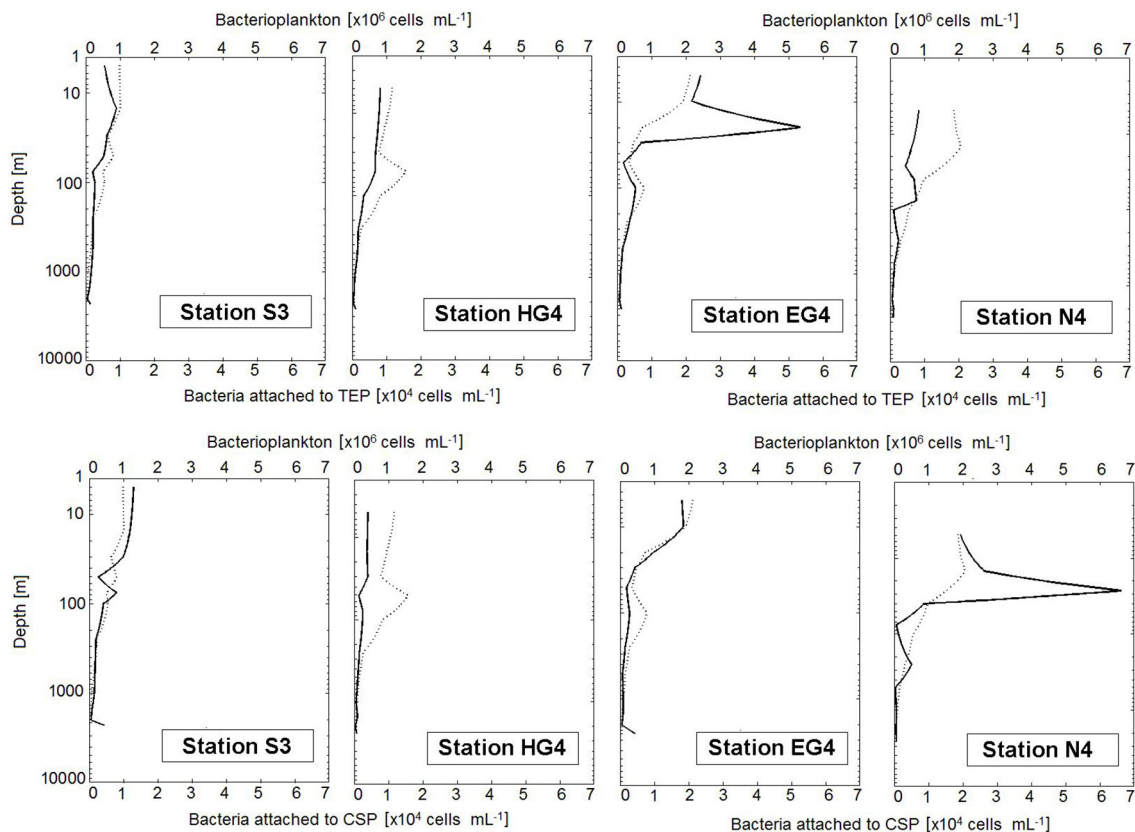 Bacterioplankton [x10⁶ cells mL⁻¹] Bacterioplankton [x10⁶ cells mL⁻¹]
0 1 2 3 4 5 6 7 0 1 2 3 4 5 6 7 0 1 2 3 4 5 6 7 0 1 2 3 4 5 6 7
1
10
100
1000
10000
Depth [m]
Station S3 Station HG4 Station EG4 Station N4
0 1 2 3 4 5 6 7 0 1 2 3 4 5 6 7 0 1 2 3 4 5 6 7 0 1 2 3 4 5 6 7
Bacteria attached to TEP [x10⁴ cells mL⁻¹] Bacteria attached to TEP [x10⁴ cells mL⁻¹]
Bacterioplankton [x10⁶ cells mL⁻¹] Bacterioplankton [x10⁶ cells mL⁻¹]
0 1 2 3 4 5 6 7 0 1 2 3 4 5 6 7 0 1 2 3 4 5 6 7 0 1 2 3 4 5 6 7
1
10
100
1000
10000
Depth [m]
Station S3 Station HG4 Station EG4 Station N4
0 1 2 3 4 5 6 7 0 1 2 3 4 5 6 7 0 1 2 3 4 5 6 7 0 1 2 3 4 5 6 7
Bacteria attached to CSP [x10⁴ cells mL⁻¹] Bacteria attached to CSP [x10⁴ cells mL⁻¹]